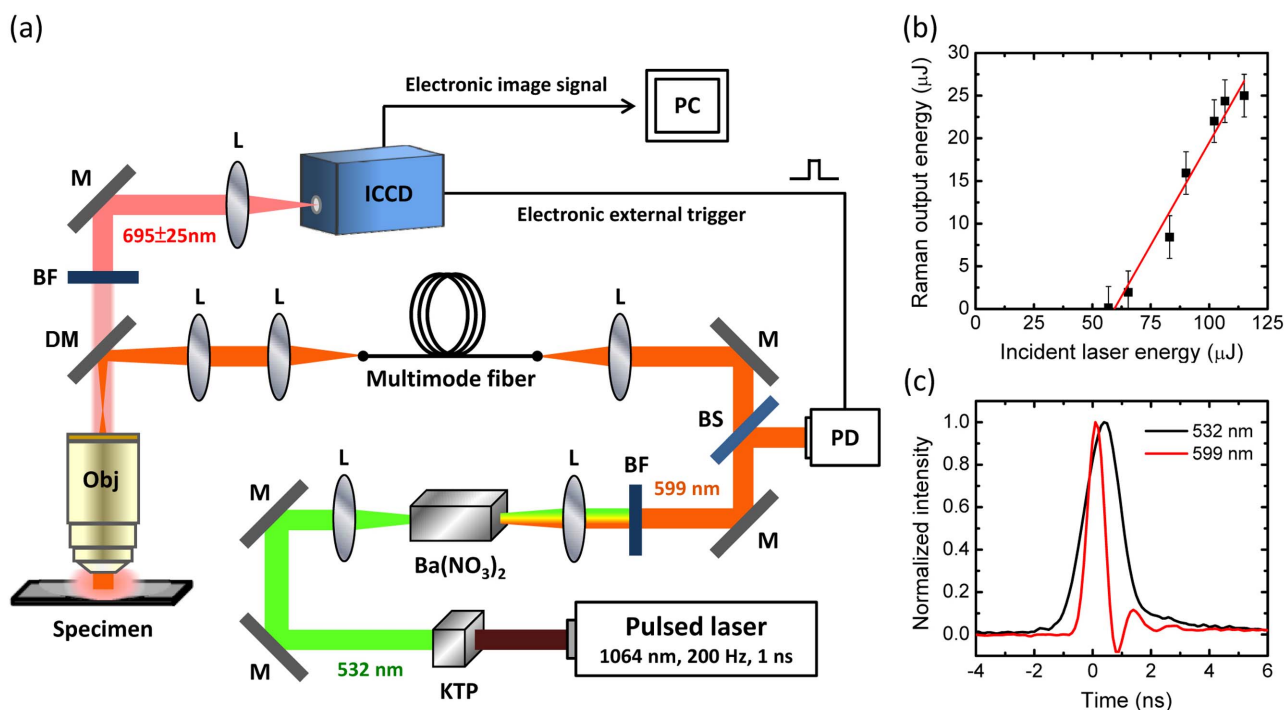 (a)
Electronic image signal
PC
L
M
ICCD
Electronic external trigger
695±25nm
BF
L
L
L
M
DM
Multimode fiber
BS
PD
Obj
L
L
BF
599 nm
M
M
Ba(NO₃)₂
Specimen
Pulsed laser
1064 nm, 200 Hz, 1 ns
M
532 nm
KTP
(b)
30
25
20
15
10
5
0
Raman output energy (μJ)
0 25 50 75 100 125
Incident laser energy (μJ)
(c)
1.0
0.8
0.6
0.4
0.2
0.0
Normalized intensity
532 nm
599 nm
-4 -2 0 2 4 6
Time (ns)